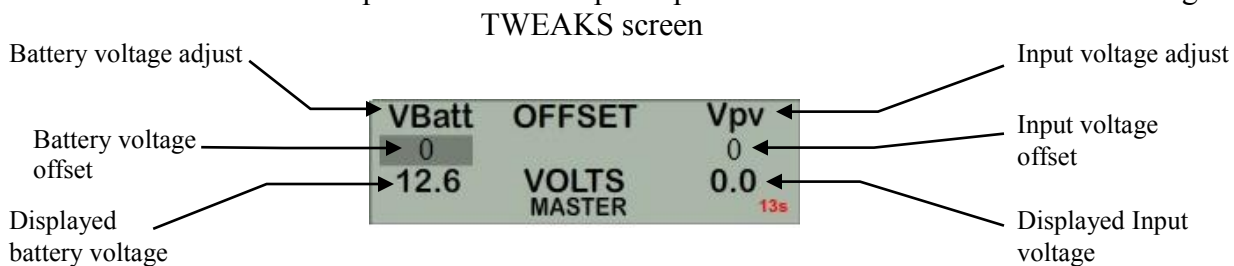 TWEAKS screen
Battery voltage adjust
Input voltage adjust
VBatt OFFSET Vpv
Battery voltage
offset
0 0
Input voltage
offset
12.6 VOLTS 0.0
MASTER 13s
Displayed
battery voltage
Displayed Input
voltage